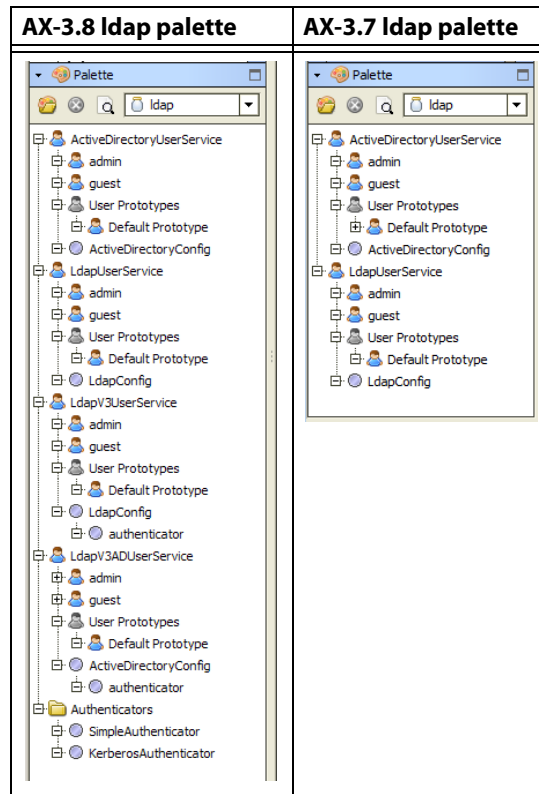 AX-3.8 ldap palette
Palette
ldap
ActiveDirectoryUserService
admin
guest
User Prototypes
Default Prototype
ActiveDirectoryConfig
LdapUserService
admin
guest
User Prototypes
Default Prototype
LdapConfig
LdapV3UserService
admin
guest
User Prototypes
Default Prototype
LdapConfig
authenticator
LdapV3ADUserService
admin
guest
User Prototypes
Default Prototype
ActiveDirectoryConfig
authenticator
Authenticators
SimpleAuthenticator
KerberosAuthenticator
AX-3.7 ldap palette
Palette
ldap
ActiveDirectoryUserService
admin
guest
User Prototypes
Default Prototype
ActiveDirectoryConfig
LdapUserService
admin
guest
User Prototypes
Default Prototype
LdapConfig